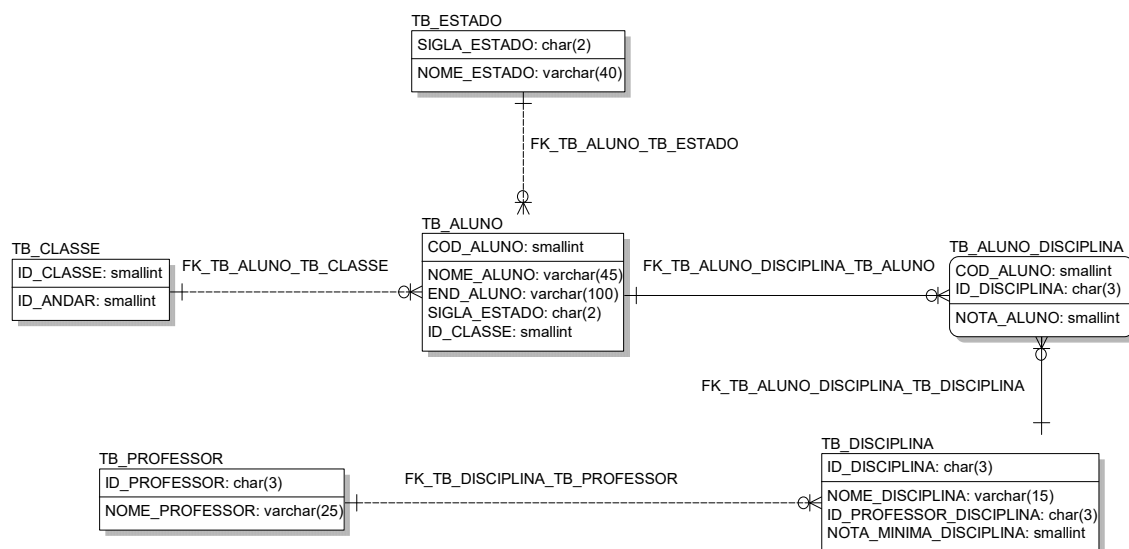 TB_ESTADO
SIGLA_ESTADO: char(2)
NOME_ESTADO: varchar(40)
FK_TB_ALUNO_TB_ESTADO
TB_CLASSE
ID_CLASSE: smallint
ID_ANDAR: smallint
FK_TB_ALUNO_TB_CLASSE
TB_ALUNO
COD_ALUNO: smallint
NOME_ALUNO: varchar(45)
END_ALUNO: varchar(100)
SIGLA_ESTADO: char(2)
ID_CLASSE: smallint
FK_TB_ALUNO_DISCIPLINA_TB_ALUNO
TB_ALUNO_DISCIPLINA
COD_ALUNO: smallint
ID_DISCIPLINA: char(3)
NOTA_ALUNO: smallint
FK_TB_ALUNO_DISCIPLINA_TB_DISCIPLINA
TB_PROFESSOR
ID_PROFESSOR: char(3)
NOME_PROFESSOR: varchar(25)
FK_TB_DISCIPLINA_TB_PROFESSOR
TB_DISCIPLINA
ID_DISCIPLINA: char(3)
NOME_DISCIPLINA: varchar(15)
ID_PROFESSOR_DISCIPLINA: char(3)
NOTA_MINIMA_DISCIPLINA: smallint